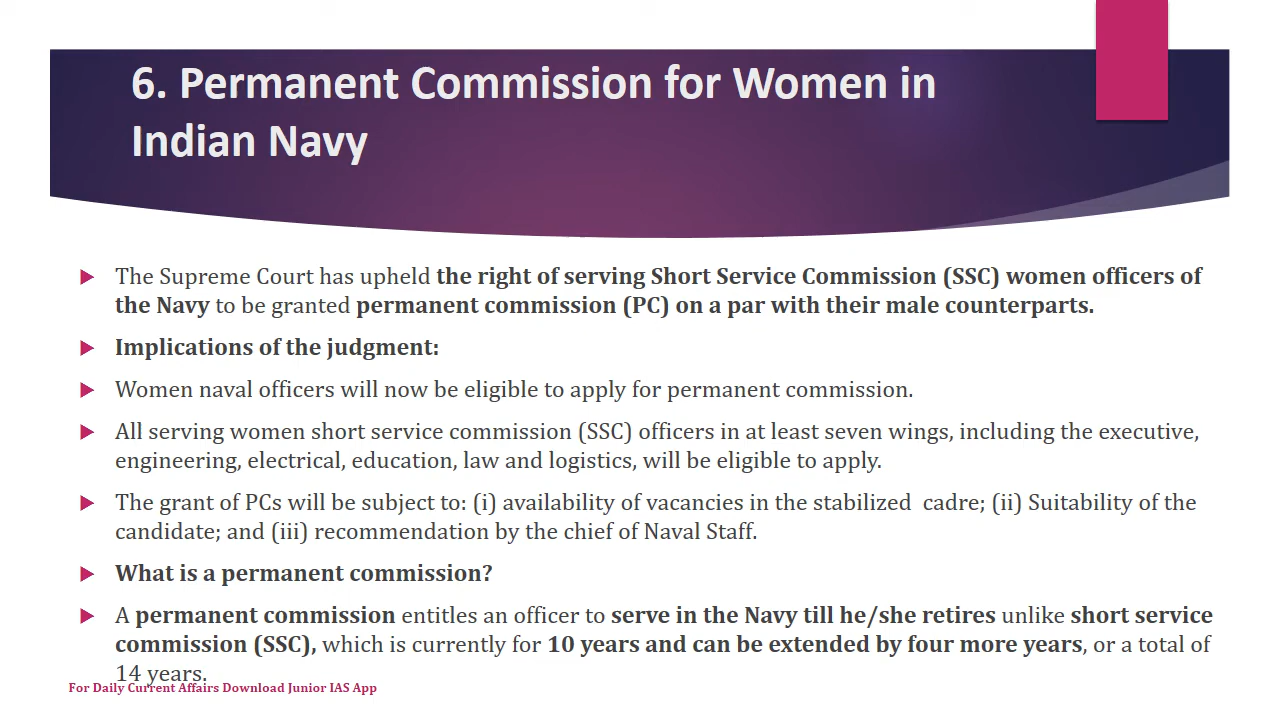 6. Permanent Commission for Women in
Indian Navy
The Supreme Court has upheld the right of serving Short Service Commission (SSC) women officers of
the Navy to be granted permanent commission (PC) on a par with their male counterparts.
Implications of the judgment:
Women naval officers will now be eligible to apply for permanent commission.
All serving women short service commission (SSC) officers in at least seven wings, including the executive,
engineering, electrical, education, law and logistics, will be eligible to apply.
The grant of PCs will be subject to: (i) availability of vacancies in the stabilized  cadre; (ii) Suitability of the
candidate; and (iii) recommendation by the chief of Naval Staff.
What is a permanent commission?
A permanent commission entitles an officer to serve in the Navy till he/she retires unlike short service
commission (SSC), which is currently for 10 years and can be extended by four more years, or a total of
14 years.
For Daily Current Affairs Download Junior IAS App